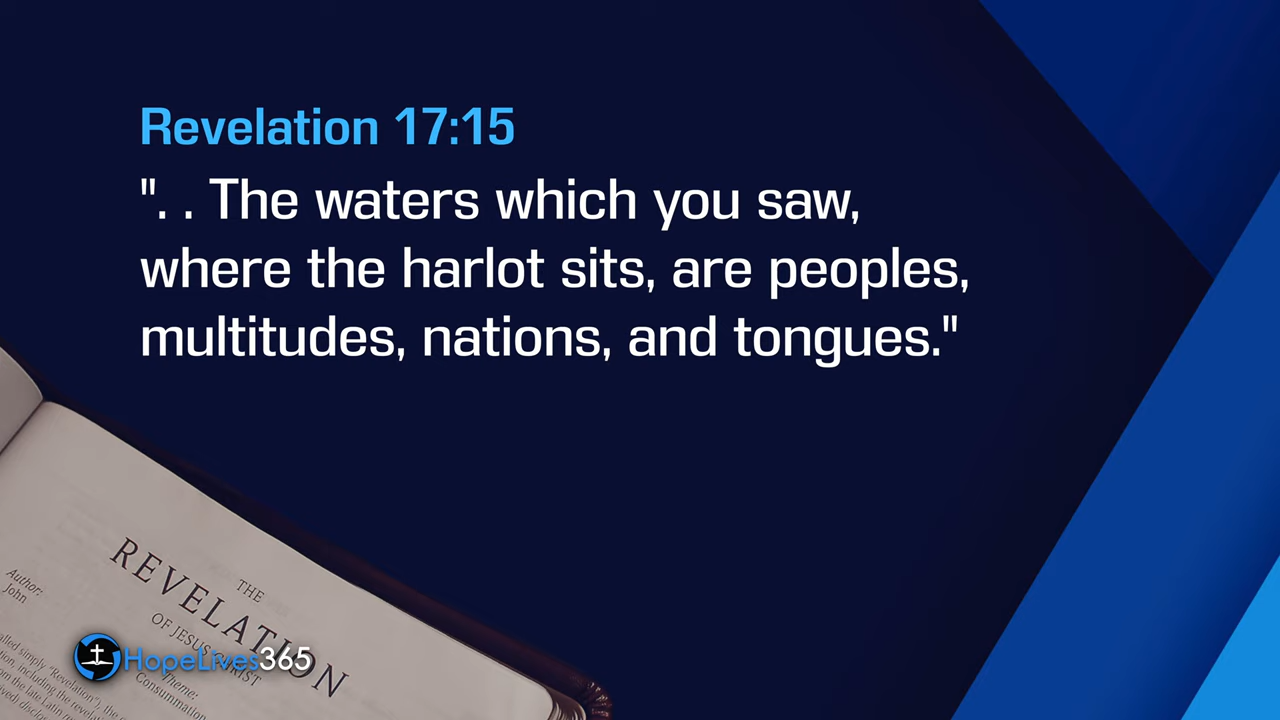 Revelation 17:15
". . The waters which you saw,
where the harlot sits, are peoples,
multitudes, nations, and tongues."
THE
REVELATION
OF JESUS CHRIST
Author:
John
Theme:
Consummation
HopeLives365